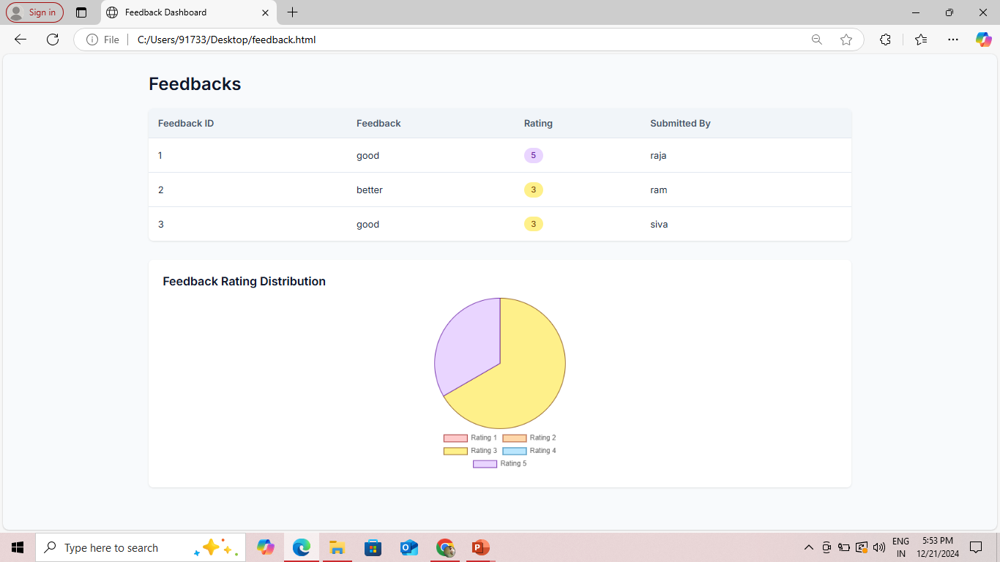 Sign in
Feedback Dashboard
File
C:/Users/91733/Desktop/feedback.html
Feedbacks
Feedback ID Feedback Rating Submitted By
1 good 5 raja
2 better 3 ram
3 good 3 siva
Feedback Rating Distribution
Rating 1 Rating 2
Rating 3 Rating 4
Rating 5
Type here to search
ENG
IN
5:53 PM
12/21/2024